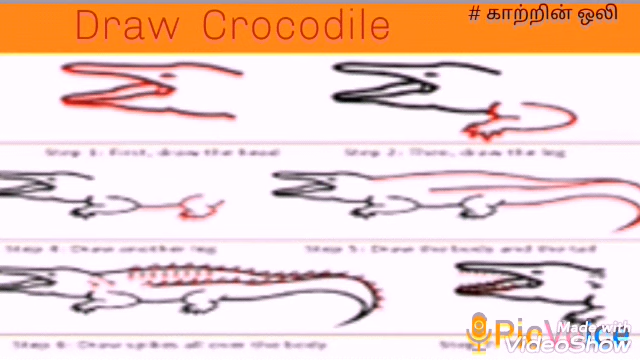 Draw Crocodile
# காற்றின் ஒலி
Step 1: First, draw the head
Step 2: Then, draw the leg
Step 4: Draw another leg
Step 5: Draw the body and the tail
Step 6: Draw spikes all over the body
Step
PicVoice
Made with
VideoShow